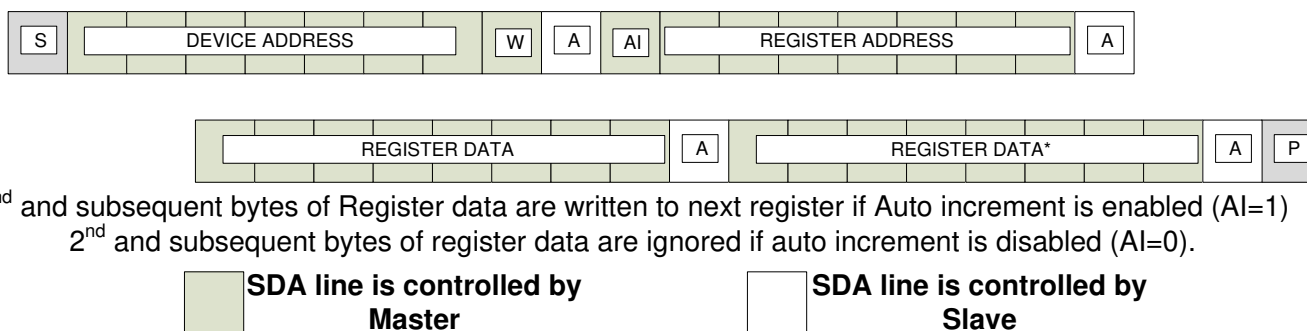 S DEVICE ADDRESS W A AI REGISTER ADDRESS A
REGISTER DATA A REGISTER DATA* A P
nd and subsequent bytes of Register data are written to next register if Auto increment is enabled (AI=1)
2nd and subsequent bytes of register data are ignored if auto increment is disabled (AI=0).
SDA line is controlled by
Master
SDA line is controlled by
Slave